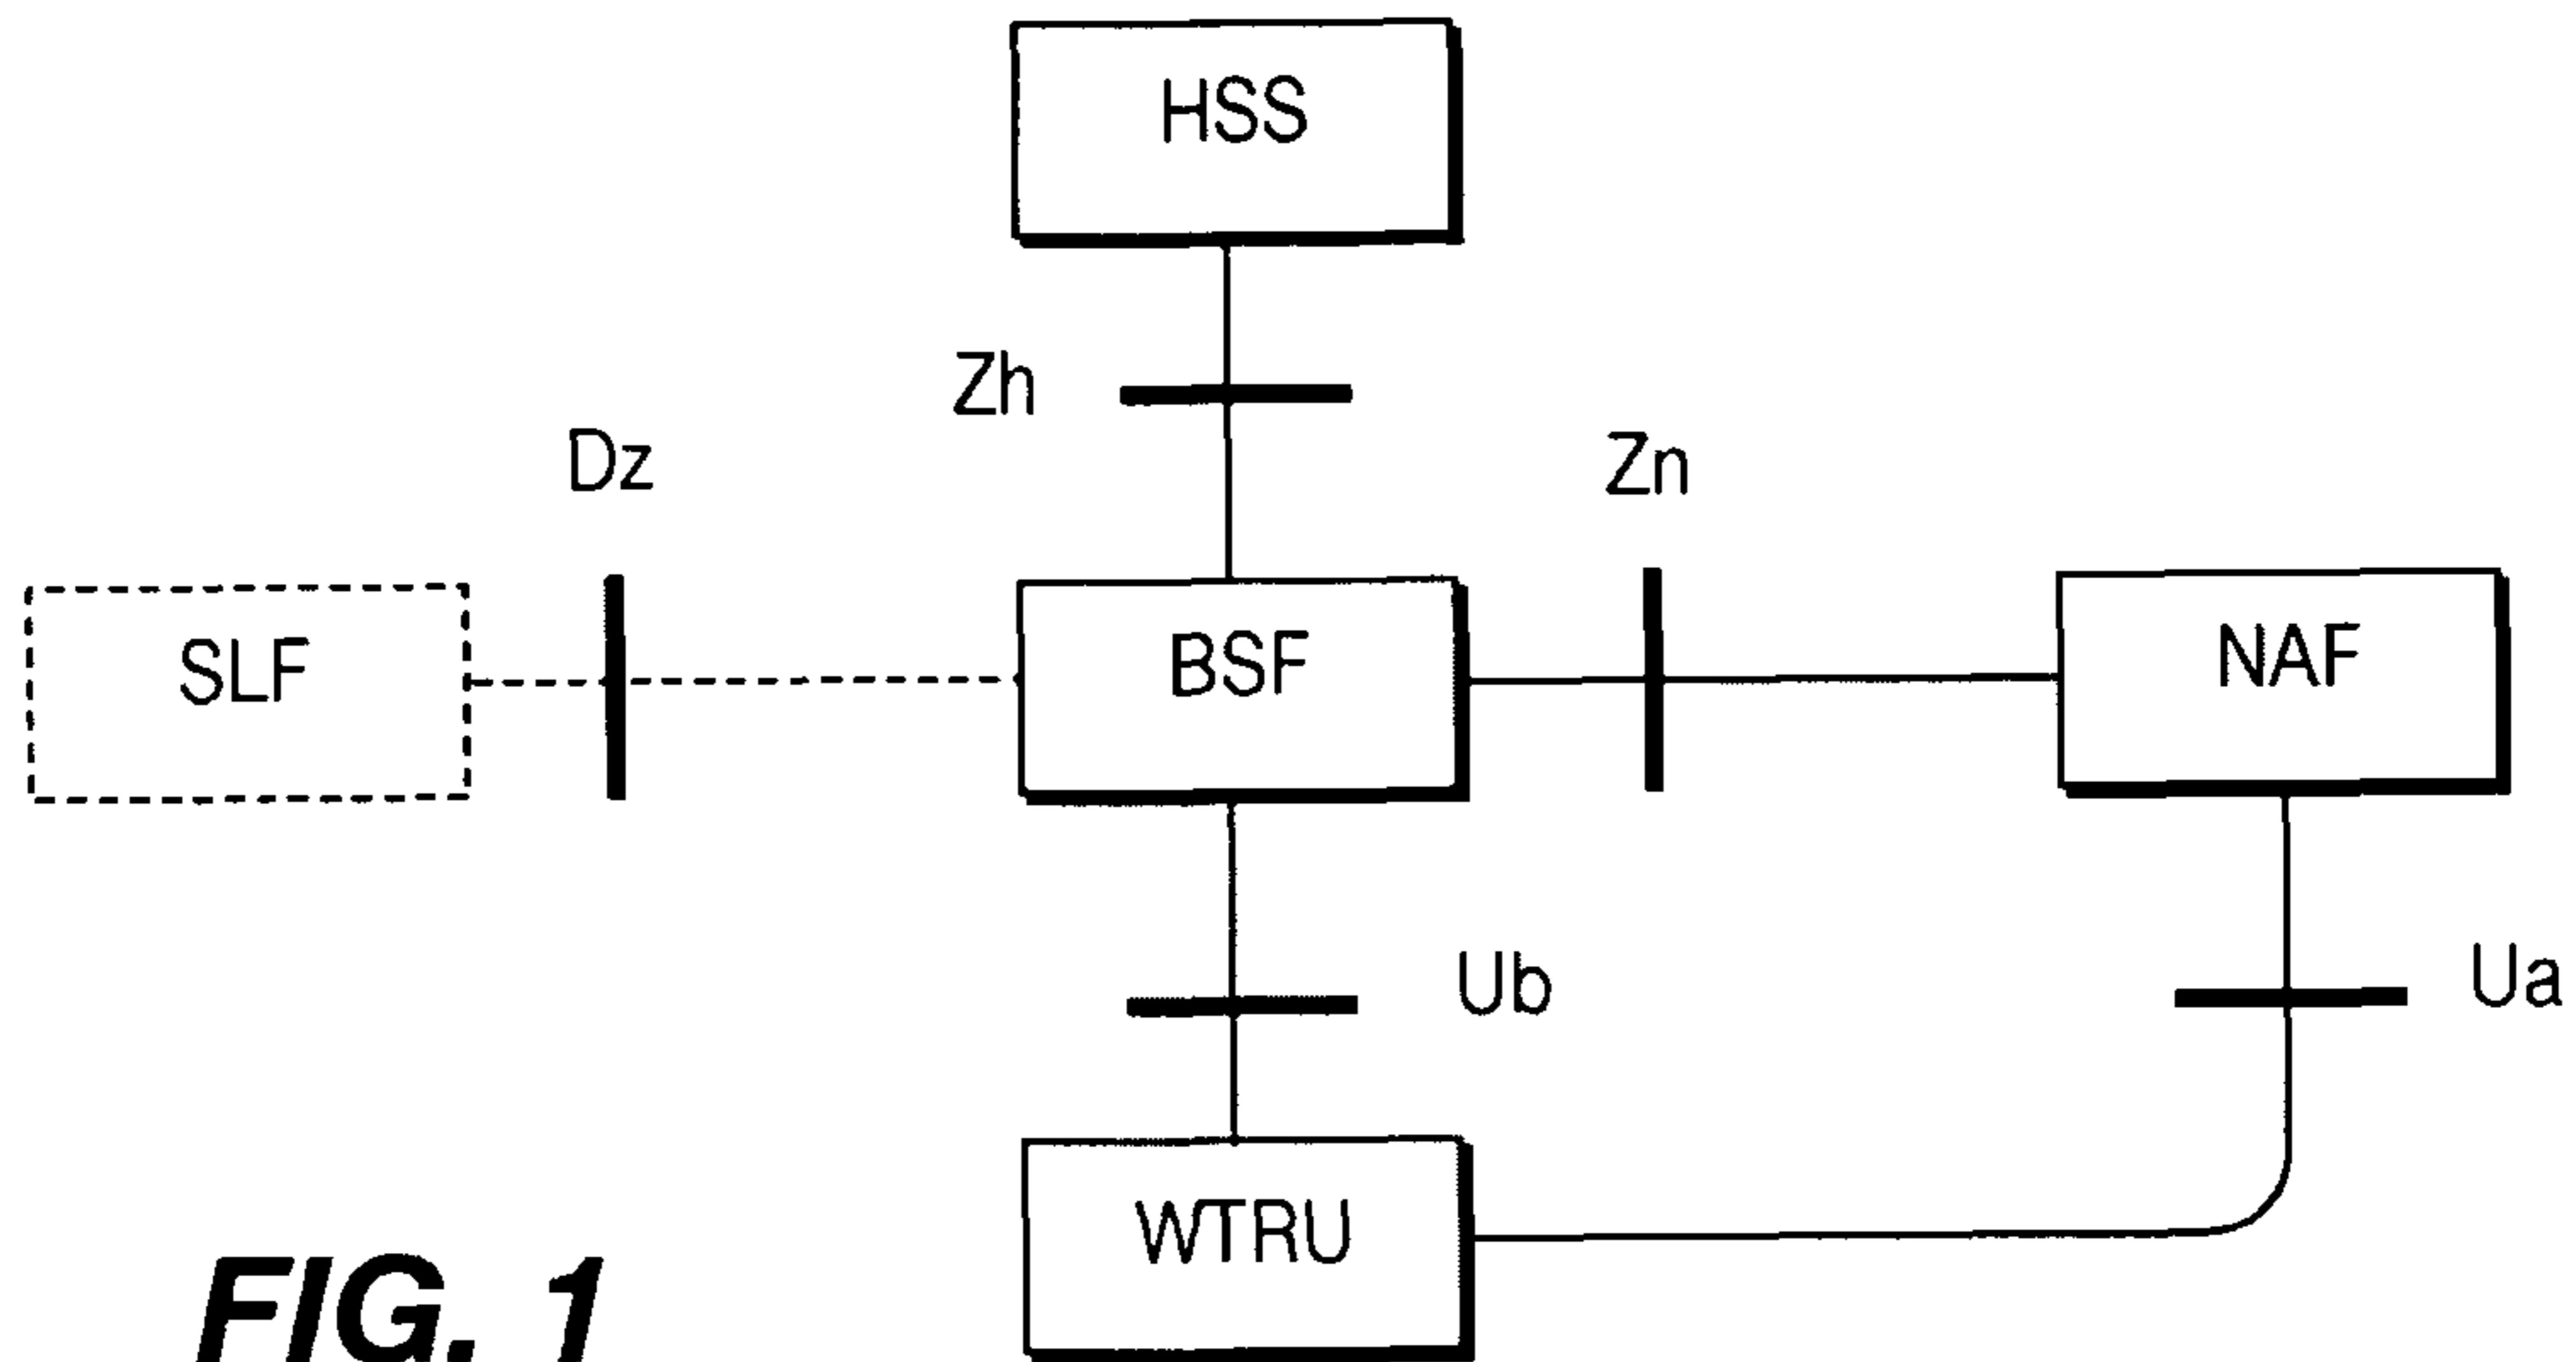 HSS
Zh
Dz
Zn
SLF
BSF
NAF
Ub
Ua
WTRU
FIG. 1